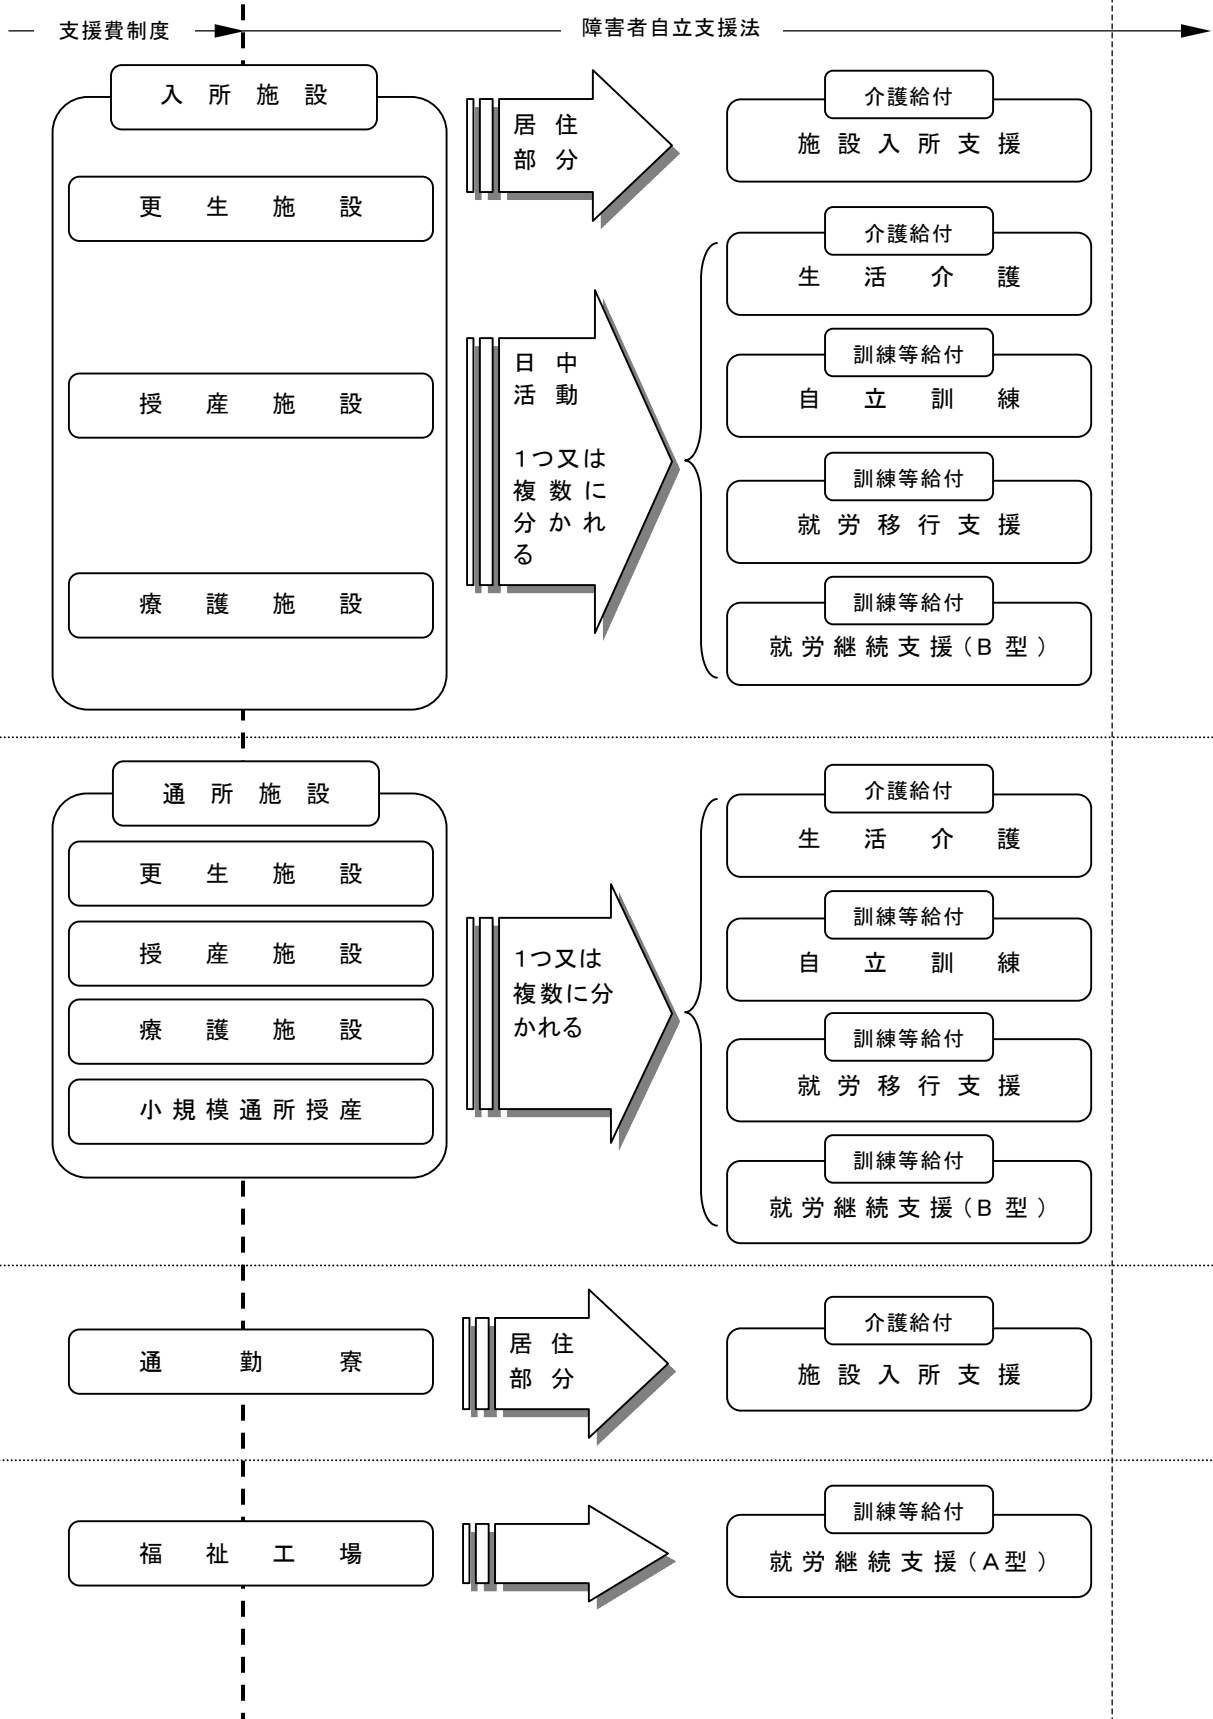 支援費制度
障害者自立支援法
入所施設
更生施設
授産施設
療護施設
居住
部分
日中
活動
1つ又は
複数に
分かれ
る
介護給付
施設入所支援
介護給付
生活介護
訓練等給付
自立訓練
訓練等給付
就労移行支援
訓練等給付
就労継続支援(B型)
通所施設
更生施設
授産施設
療護施設
小規模通所授産
1つ又は
複数に分
かれる
介護給付
生活介護
訓練等給付
自立訓練
訓練等給付
就労移行支援
訓練等給付
就労継続支援(B型)
通勤寮
居住
部分
介護給付
施設入所支援
福祉工場
訓練等給付
就労継続支援(A型)